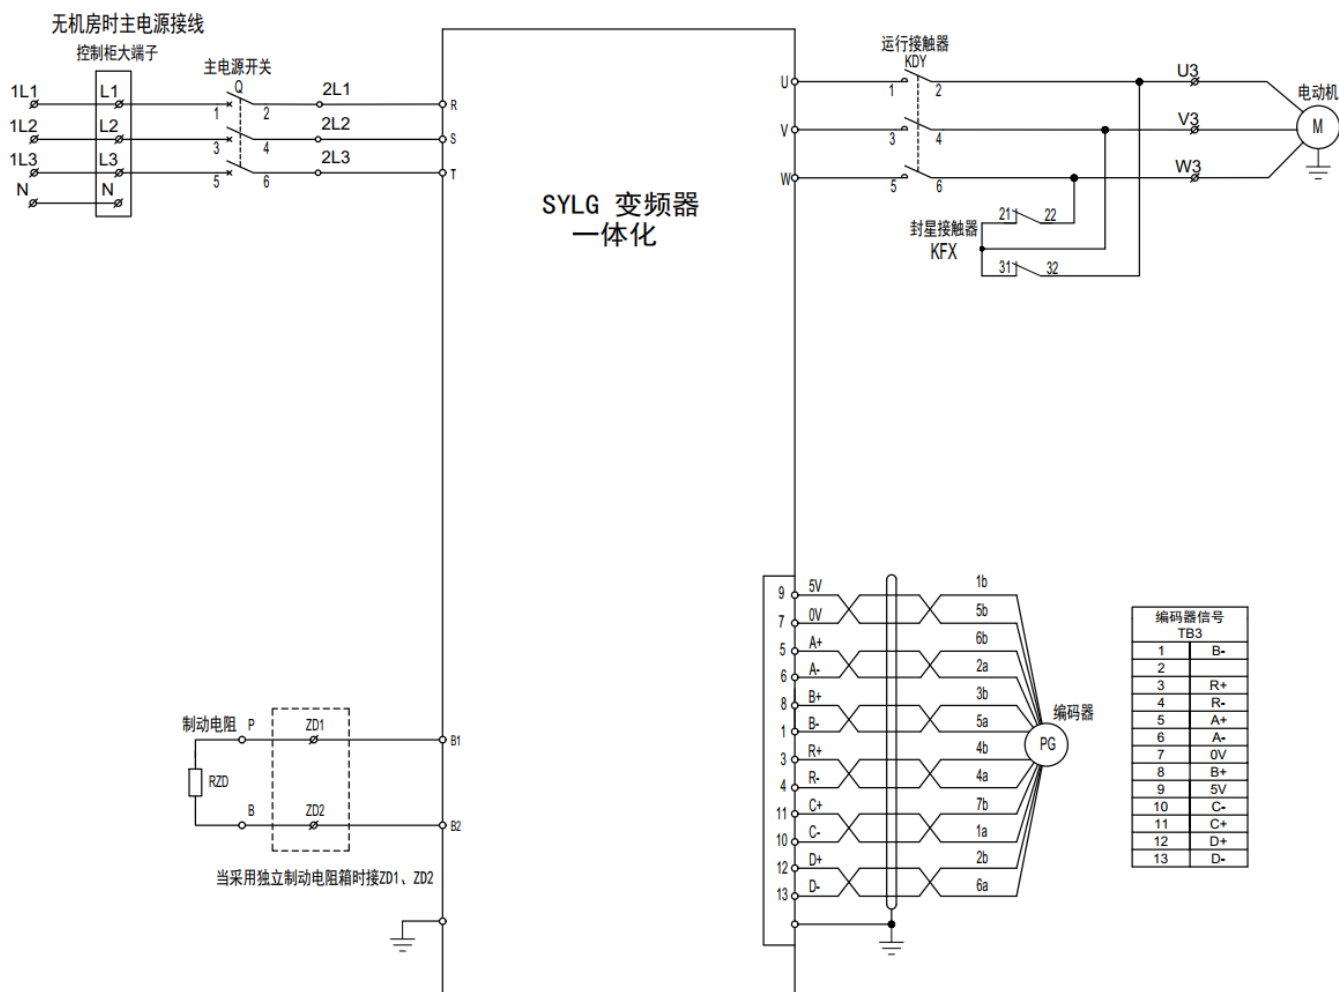 无机房时主电源接线
控制柜大端子
主电源开关
Q
1L1 L1 1 2 2L1 R
1L2 L2 3 4 2L2 S
1L3 L3 5 6 2L3 T
N N
SYLG 变频器
一体化
运行接触器
KDY
U 1 2 U3
V 3 4 V3
W 5 6 W3
电动机
M
封星接触器
KFX
21 22
31 32
制动电阻 P ZD1 B1
RZD
B ZD2 B2
当采用独立制动电阻箱时接ZD1、ZD2
9 5V 1b
7 0V 5b
5 A+ 6b
6 A- 2a
8 B+ 3b
1 B- 5a
3 R+ 4b
4 R- 4a
11 C+ 7b
10 C- 1a
12 D+ 2b
13 D- 6a
编码器
PG
编码器信号
TB3
1 B-
2
3 R+
4 R-
5 A+
6 A-
7 0V
8 B+
9 5V
10 C-
11 C+
12 D+
13 D-